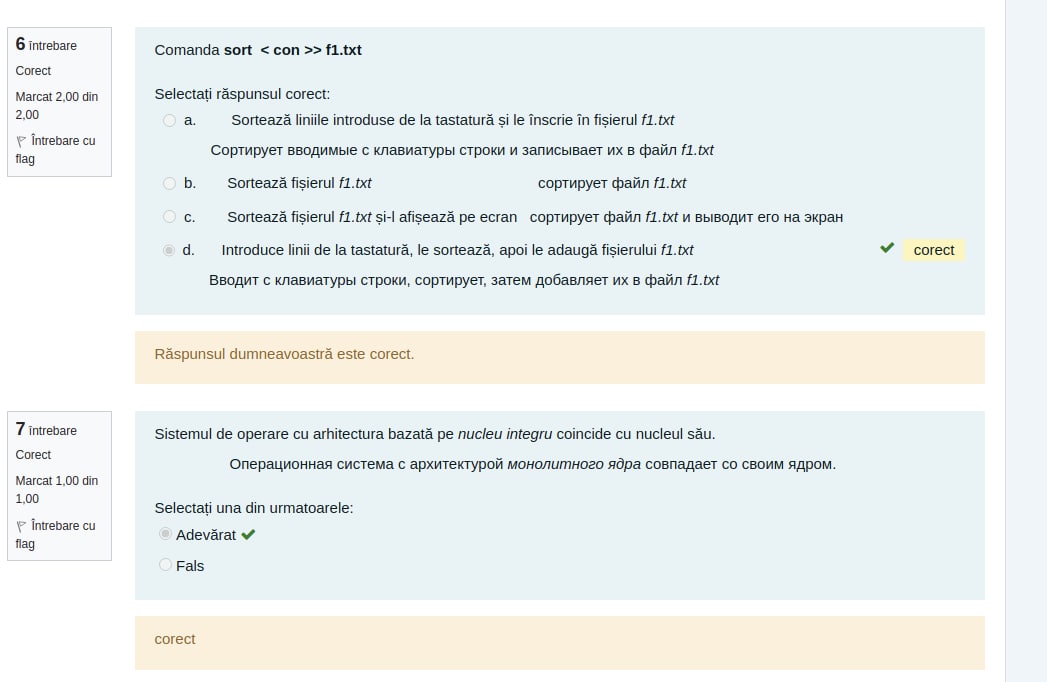 6 întrebare
Corect
Marcat 2,00 din
2,00
Întrebare cu
flag
Comanda sort < con >> f1.txt
Selectați răspunsul corect:
a. Sortează liniile introduse de la tastatură și le înscrie în fișierul f1.txt
Сортирует вводимые с клавиатуры строки и записывает их в файл f1.txt
b. Sortează fișierul f1.txt сортирует файл f1.txt
c. Sortează fișierul f1.txt și-l afișează pe ecran сортирует файл f1.txt и выводит его на экран
d. Introduce linii de la tastatură, le sortează, apoi le adaugă fișierului f1.txt corect
Вводит с клавиатуры строки, сортирует, затем добавляет их в файл f1.txt
Răspunsul dumneavoastră este corect.
7 întrebare
Corect
Marcat 1,00 din
1,00
Întrebare cu
flag
Sistemul de operare cu arhitectura bazată pe nucleu integru coincide cu nucleul său.
Операционная система с архитектурой монолитного ядра совпадает со своим ядром.
Selectați una din urmatoarele:
Adevărat
Fals
corect